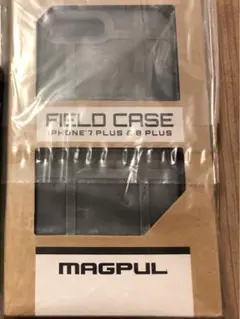 FIELD CASE
IPHONE 7 PLUS & 8 PLUS
MAGPUL